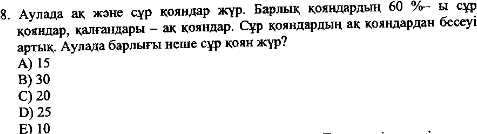 8. Аулада ақ және сұр қояндар жүр. Барлық қояндардың 60 %- ы сұр
қояндар, қалғандары – ақ қояндар. Сұр қояндардың ақ қояндардан бесеуі
артық. Аулада барлығы неше сұр қоян жүр?
A) 15
B) 30
C) 20
D) 25
E) 10